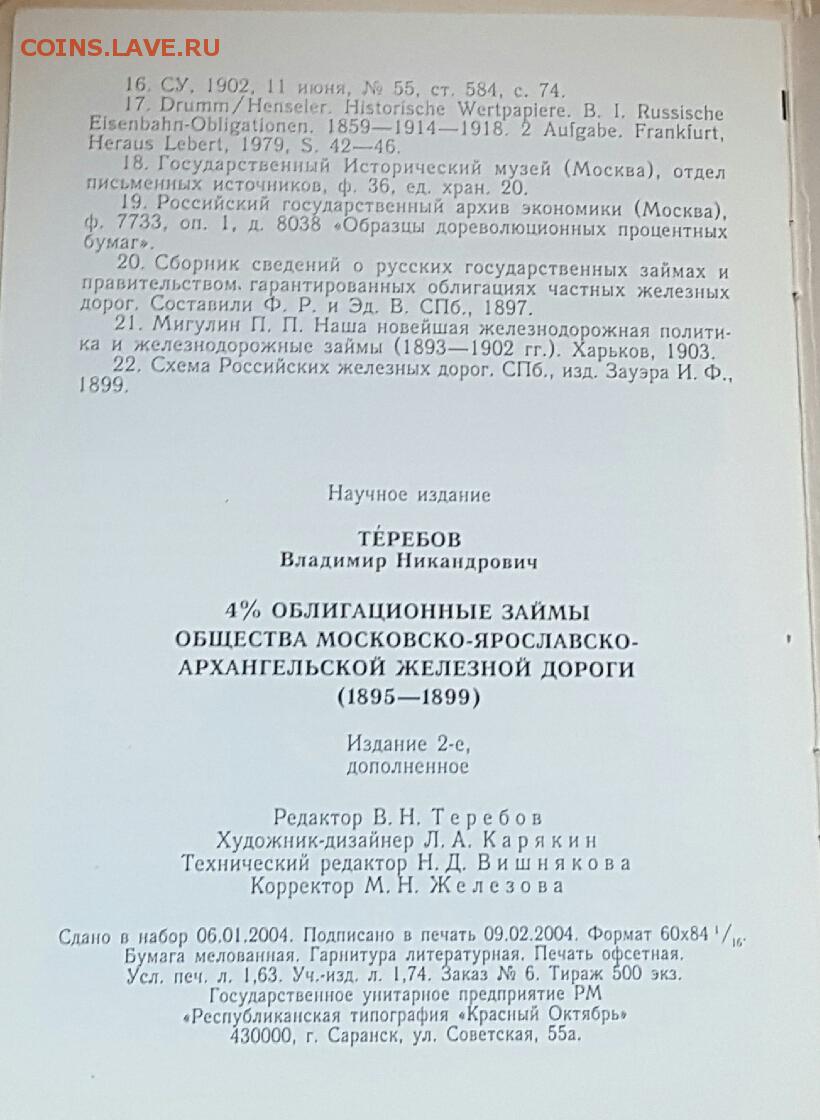 COINS.LAVE.RU
16. СУ, 1902, 11 июня, № 55, ст. 584, с. 74.
17. Drumm/Henseler. Historische Wertpapiere. B. I. Russische
Eisenbahn-Obligationen. 1859—1914—1918. 2 Aufgabe. Frankfurt,
Heraus Lebert, 1979, S. 42—46.
18. Государственный Исторический музей (Москва), отдел
письменных источников, ф. 36, ед. хран. 20.
19. Российский государственный архив экономики (Москва),
ф. 7733, оп. 1, д. 8038 «Образцы дореволюционных процентных
бумаг».
20. Сборник сведений о русских государственных займах и
правительством. гарантированных облигациях частных железных
дорог. Составили Ф. Р. и Эд. В. СПб., 1897.
21. Мигулин П. П. Наша новейшая железнодорожная полити-
ка и железнодорожные займы (1893—1902 гг.). Харьков, 1903.
22. Схема Российских железных дорог. СПб., изд. Зауэра И. Ф.,
1899.
Научное издание
ТЕ́РЕБОВ
Владимир Никандрович
4% ОБЛИГАЦИОННЫЕ ЗАЙМЫ
ОБЩЕСТВА МОСКОВСКО-ЯРОСЛАВСКО-
АРХАНГЕЛЬСКОЙ ЖЕЛЕЗНОЙ ДОРОГИ
(1895—1899)
Издание 2-е,
дополненное
Редактор В. Н. Теребов
Художник-дизайнер Л. А. Карякин
Технический редактор Н. Д. Вишнякова
Корректор М. Н. Железова
Сдано в набор 06.01.2004. Подписано в печать 09.02.2004. Формат 60x84 1/16.
Бумага мелованная. Гарнитура литературная. Печать офсетная.
Усл. печ. л. 1,63. Уч.-изд. л. 1,74. Заказ № 6. Тираж 500 экз.
Государственное унитарное предприятие РМ
«Республиканская типография «Красный Октябрь»
430000, г. Саранск, ул. Советская, 55а.